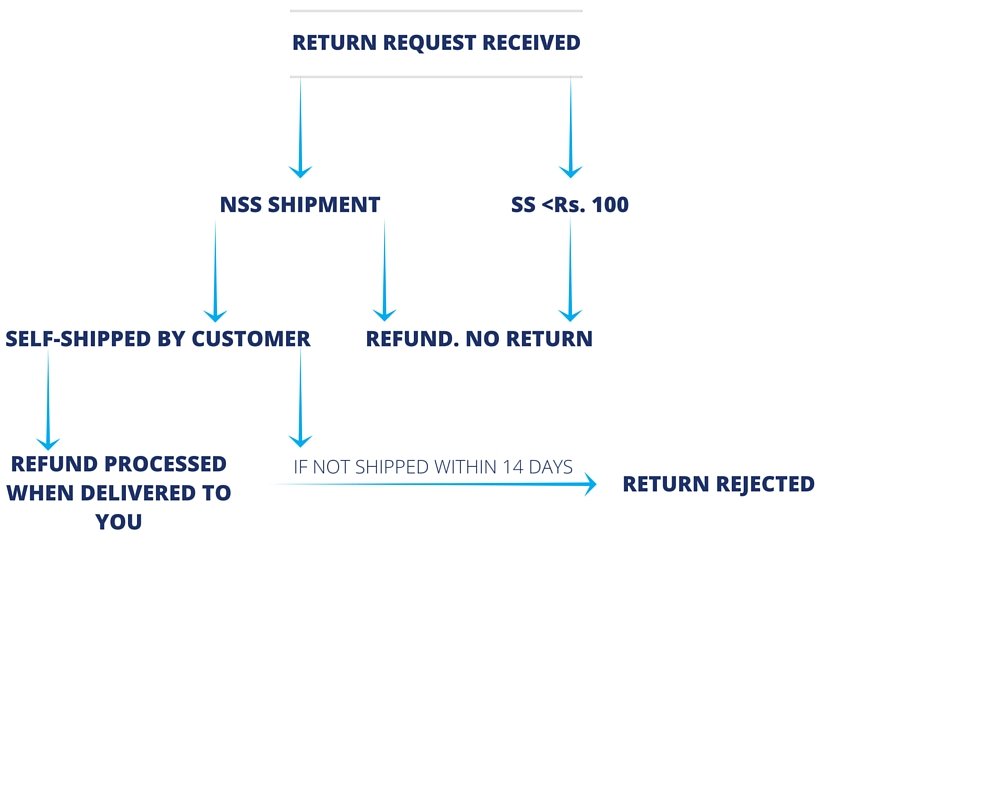 RETURN REQUEST RECEIVED
NSS SHIPMENT
SS <Rs. 100
SELF-SHIPPED BY CUSTOMER
REFUND. NO RETURN
REFUND PROCESSED
WHEN DELIVERED TO
YOU
IF NOT SHIPPED WITHIN 14 DAYS
RETURN REJECTED